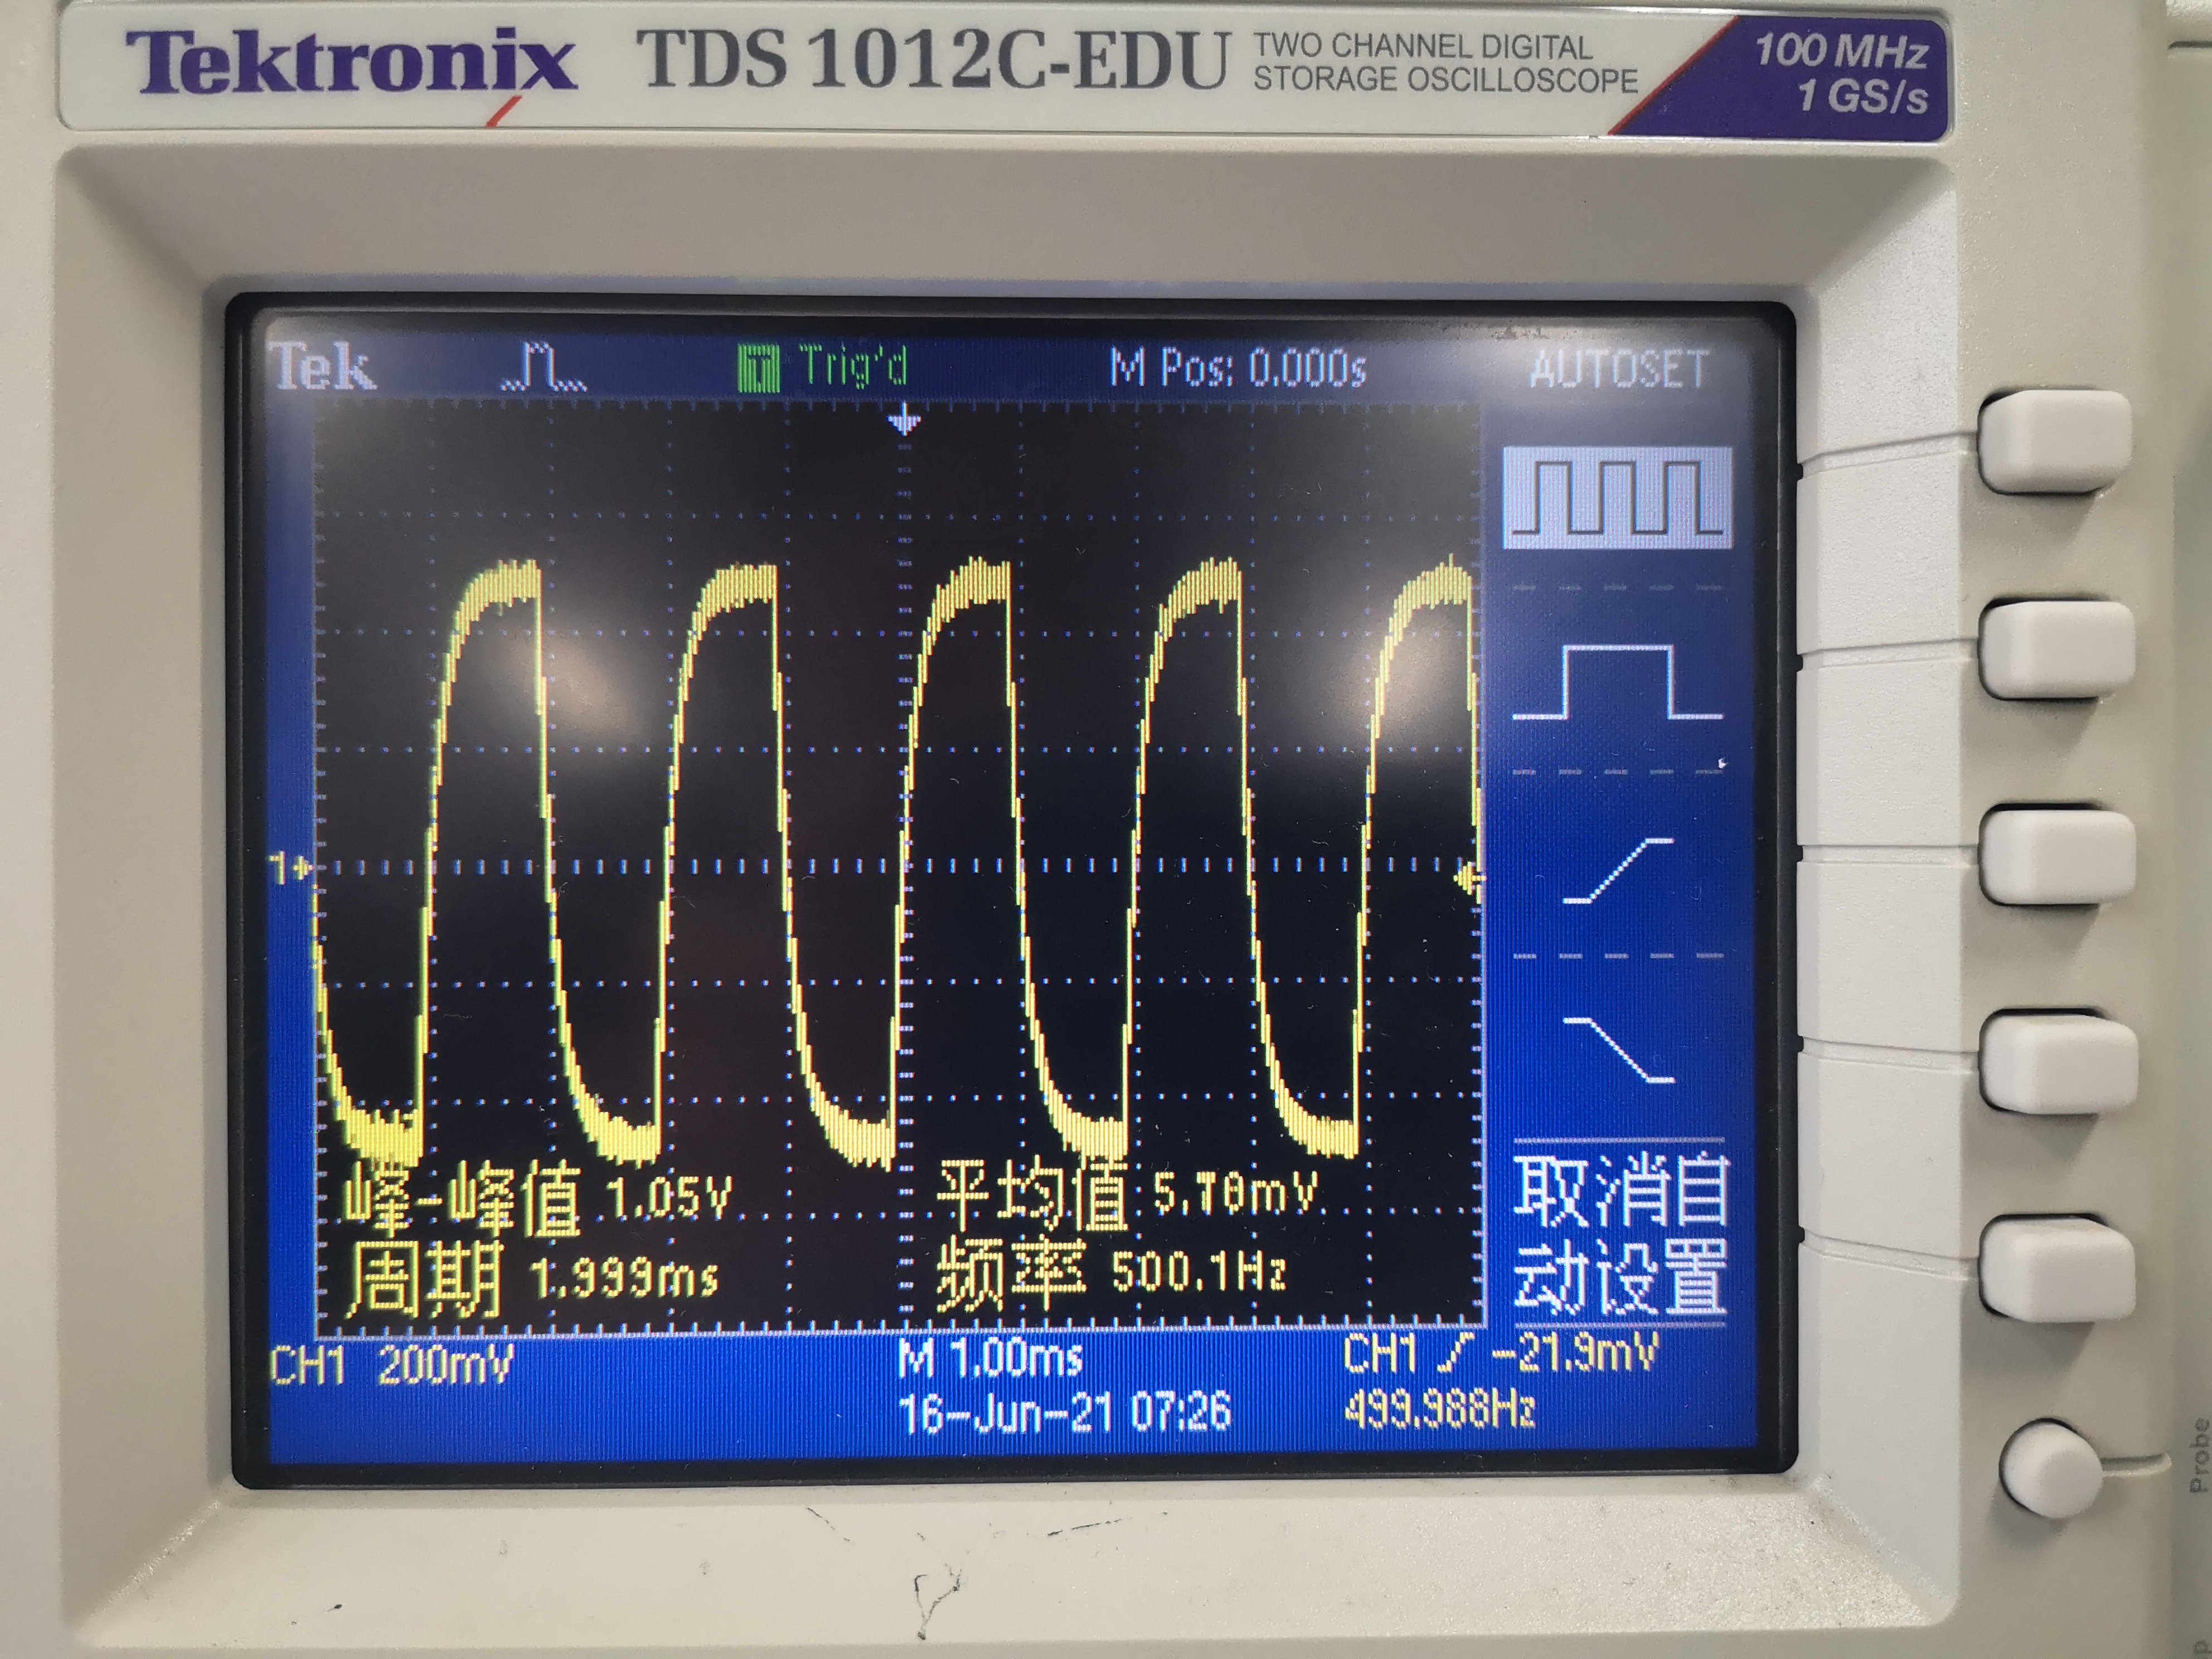 Tektronix TDS 1012C-EDU TWO CHANNEL DIGITAL
STORAGE OSCILLOSCOPE
100 MHz
1 GS/s
Tek T Trig'd M Pos: 0.000s AUTOSET
1
峰-峰值 1.05V 平均值 5.70mV
周期 1.999ms 频率 500.1Hz
取消自
动设置
CH1 200mV M 1.00ms CH1 -21.9mV
16-Jun-21 07:26 499.988Hz
Probe